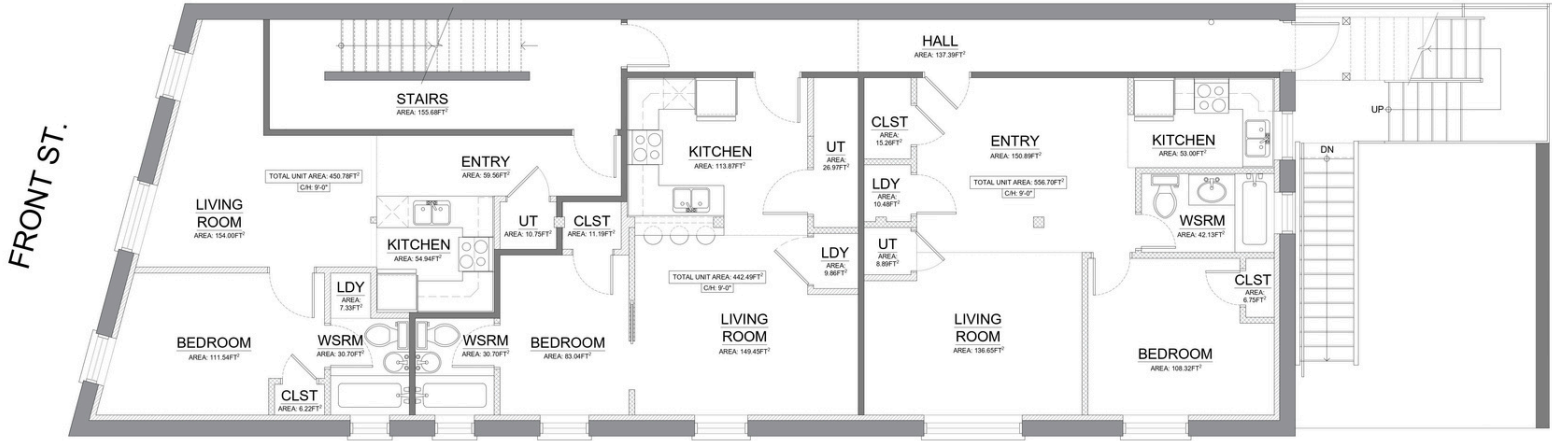 FRONT ST.
HALL
AREA: 137.39FT²
STAIRS
AREA: 155.68FT²
ENTRY
AREA: 59.56FT²
TOTAL UNIT AREA: 450.78FT²
C/H: 9'-0"
LIVING
ROOM
AREA: 154.00FT²
KITCHEN
AREA: 54.94FT²
UT
AREA: 10.75FT²
BEDROOM
AREA: 111.54FT²
LDY
AREA:
7.33FT²
WSRM
AREA: 30.70FT²
CLST
AREA: 6.22FT²
KITCHEN
AREA: 113.87FT²
UT
AREA:
26.97FT²
CLST
AREA: 11.19FT²
LDY
AREA:
9.86FT²
TOTAL UNIT AREA: 442.49FT²
C/H: 9'-0"
LIVING
ROOM
AREA: 149.45FT²
WSRM
AREA: 30.70FT²
BEDROOM
AREA: 83.04FT²
CLST
AREA:
15.26FT²
ENTRY
AREA: 150.89FT²
KITCHEN
AREA: 53.00FT²
LDY
AREA:
10.48FT²
TOTAL UNIT AREA: 556.70FT²
C/H: 9'-0"
WSRM
AREA: 42.13FT²
UT
AREA:
8.89FT²
CLST
AREA:
6.75FT²
LIVING
ROOM
AREA: 136.65FT²
BEDROOM
AREA: 108.32FT²
UP
DN